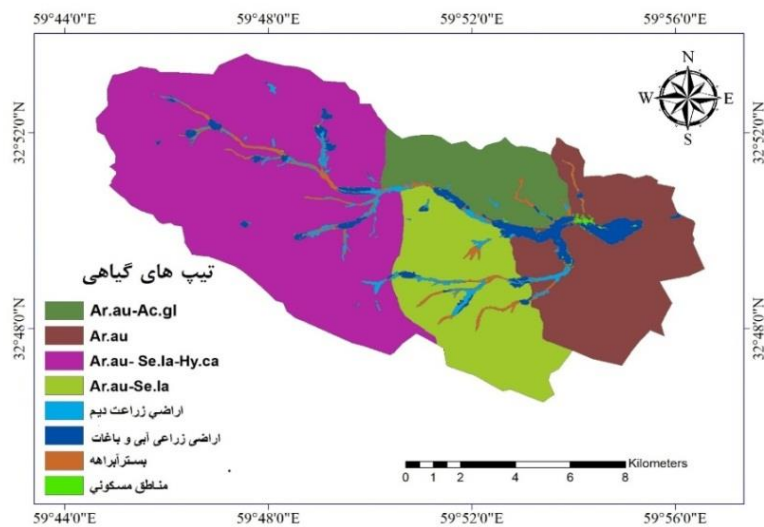 59°44'0"E 59°48'0"E 59°52'0"E 59°56'0"E
N
W E
S
32°52'0"N 32°52'0"N
32°48'0"N 32°48'0"N
تیپ های گیاهی
Ar.au-Ac.gl
Ar.au
Ar.au- Se.la-Hy.ca
Ar.au-Se.la
اراضي زراعت ديم
اراضی زراعی آبی و باغات
بسترآبراهه
مناطق مسكوني
Kilometers
0 1 2 4 6 8
59°44'0"E 59°48'0"E 59°52'0"E 59°56'0"E